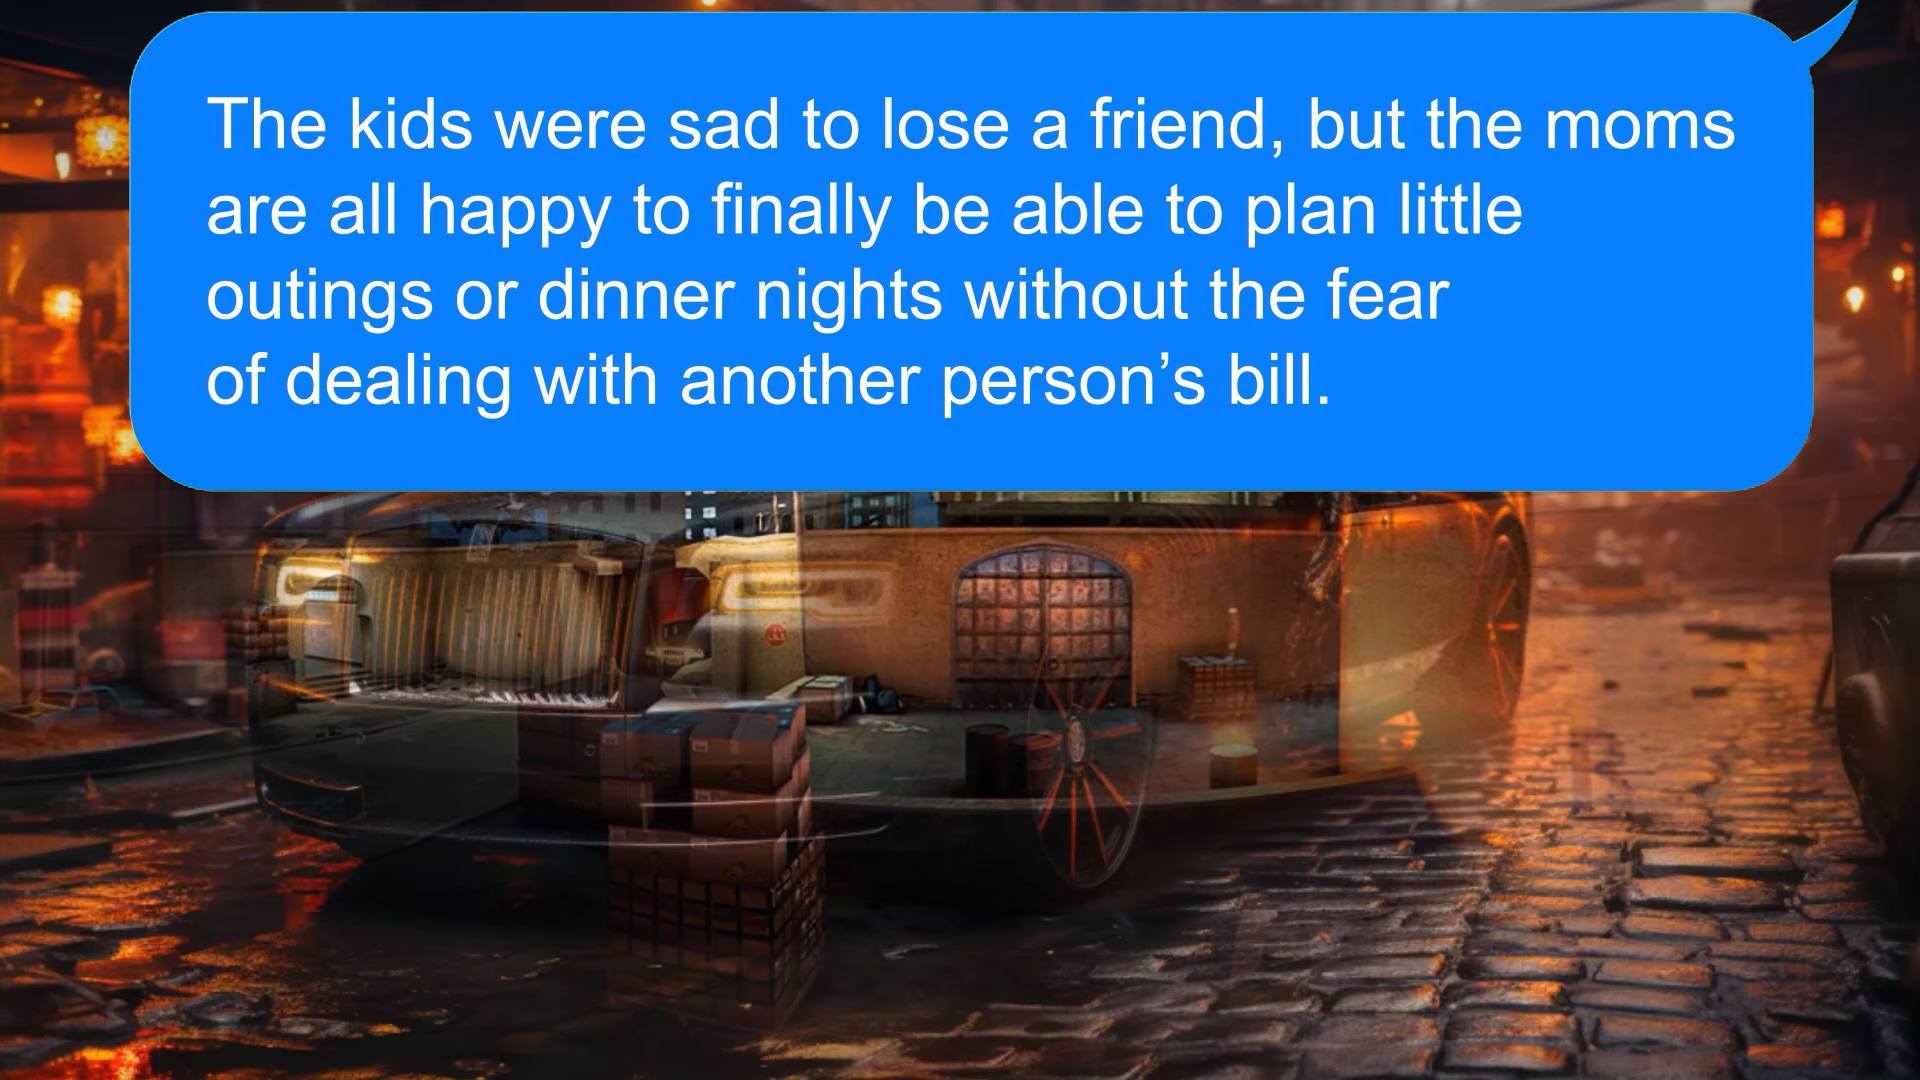 The kids were sad to lose a friend, but the moms
are all happy to finally be able to plan little
outings or dinner nights without the fear
of dealing with another person’s bill.